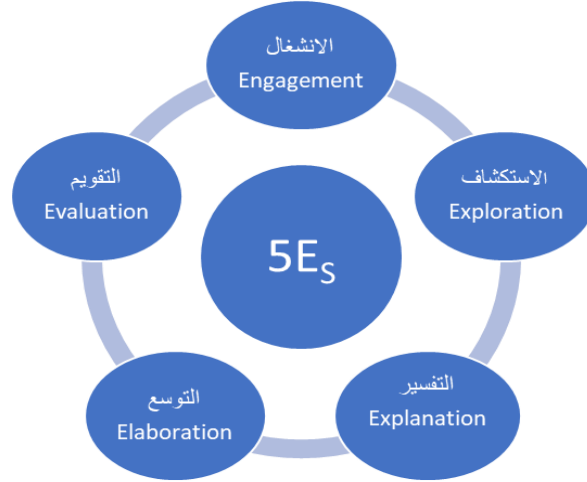 الانشغال
Engagement
الاستكشاف
Exploration
التفسير
Explanation
التوسع
Elaboration
التقويم
Evaluation
5Es